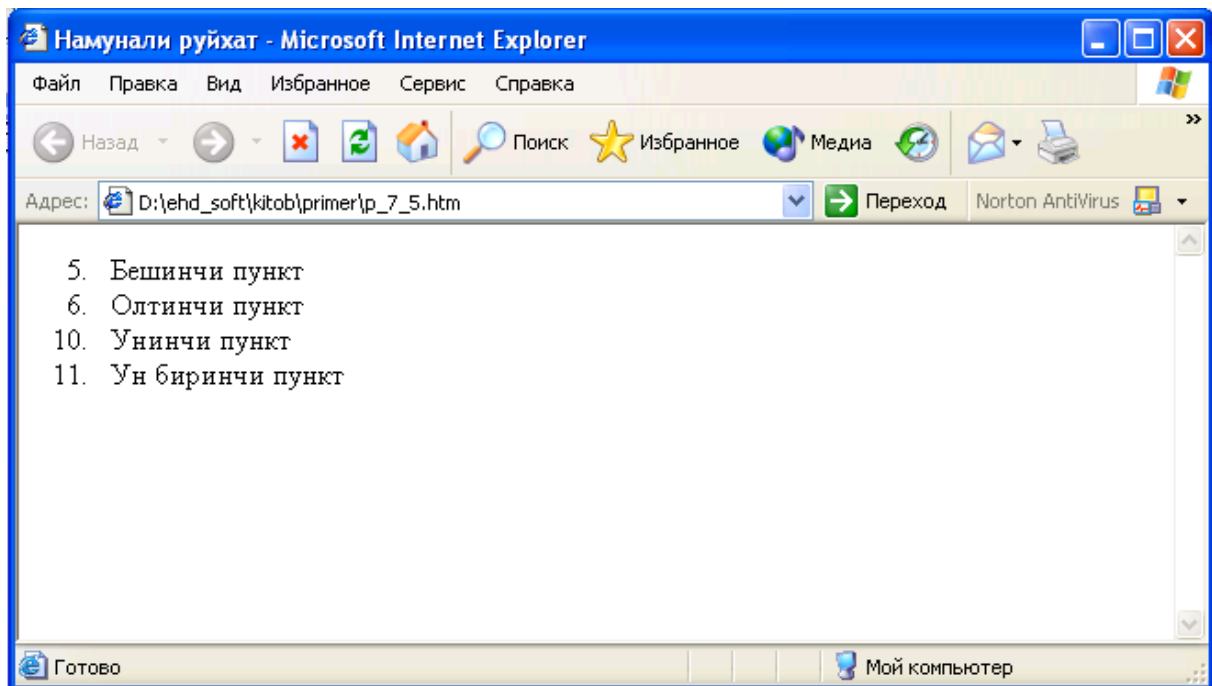 Намунали руйхат - Microsoft Internet Explorer
Файл Правка Вид Избранное Сервис Справка
Назад Поиск Избранное Медиа »
Адрес: D:\ehd_soft\kitob\primer\p_7_5.htm Переход Norton AntiVirus
5. Бешинчи пункт
6. Олтинчи пункт
10. Унинчи пункт
11. Ун биринчи пункт
Готово Мой компьютер